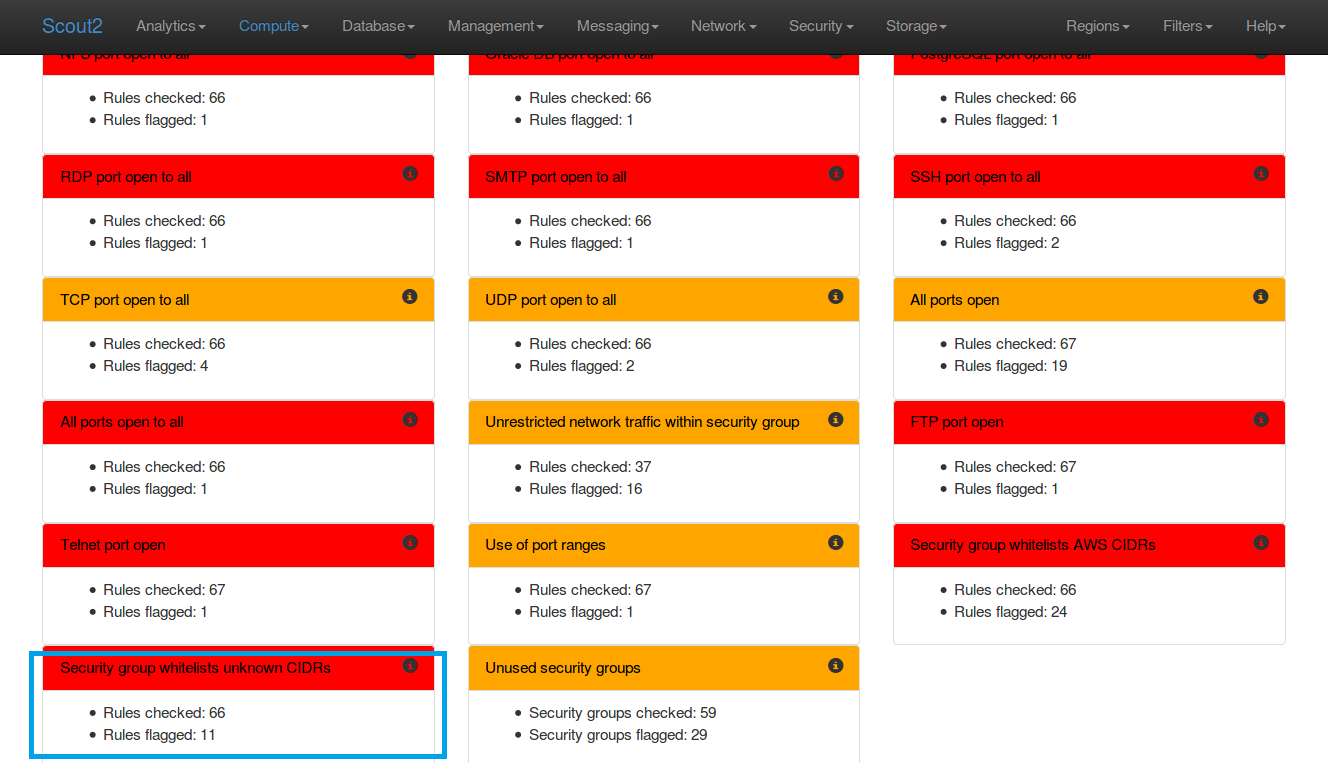 Scout2 Analytics Compute Database Management Messaging Network Security Storage Regions Filters Help
NFS port open to all
Oracle DB port open to all
PostgreSQL port open to all
Rules checked: 66
Rules flagged: 1
Rules checked: 66
Rules flagged: 1
Rules checked: 66
Rules flagged: 1
RDP port open to all
Rules checked: 66
Rules flagged: 1
SMTP port open to all
Rules checked: 66
Rules flagged: 1
SSH port open to all
Rules checked: 66
Rules flagged: 2
TCP port open to all
Rules checked: 66
Rules flagged: 4
UDP port open to all
Rules checked: 66
Rules flagged: 2
All ports open
Rules checked: 67
Rules flagged: 19
All ports open to all
Rules checked: 66
Rules flagged: 1
Unrestricted network traffic within security group
Rules checked: 37
Rules flagged: 16
FTP port open
Rules checked: 67
Rules flagged: 1
Telnet port open
Rules checked: 67
Rules flagged: 1
Use of port ranges
Rules checked: 67
Rules flagged: 1
Security group whitelists AWS CIDRs
Rules checked: 66
Rules flagged: 24
Security group whitelists unknown CIDRs
Rules checked: 66
Rules flagged: 11
Unused security groups
Security groups checked: 59
Security groups flagged: 29